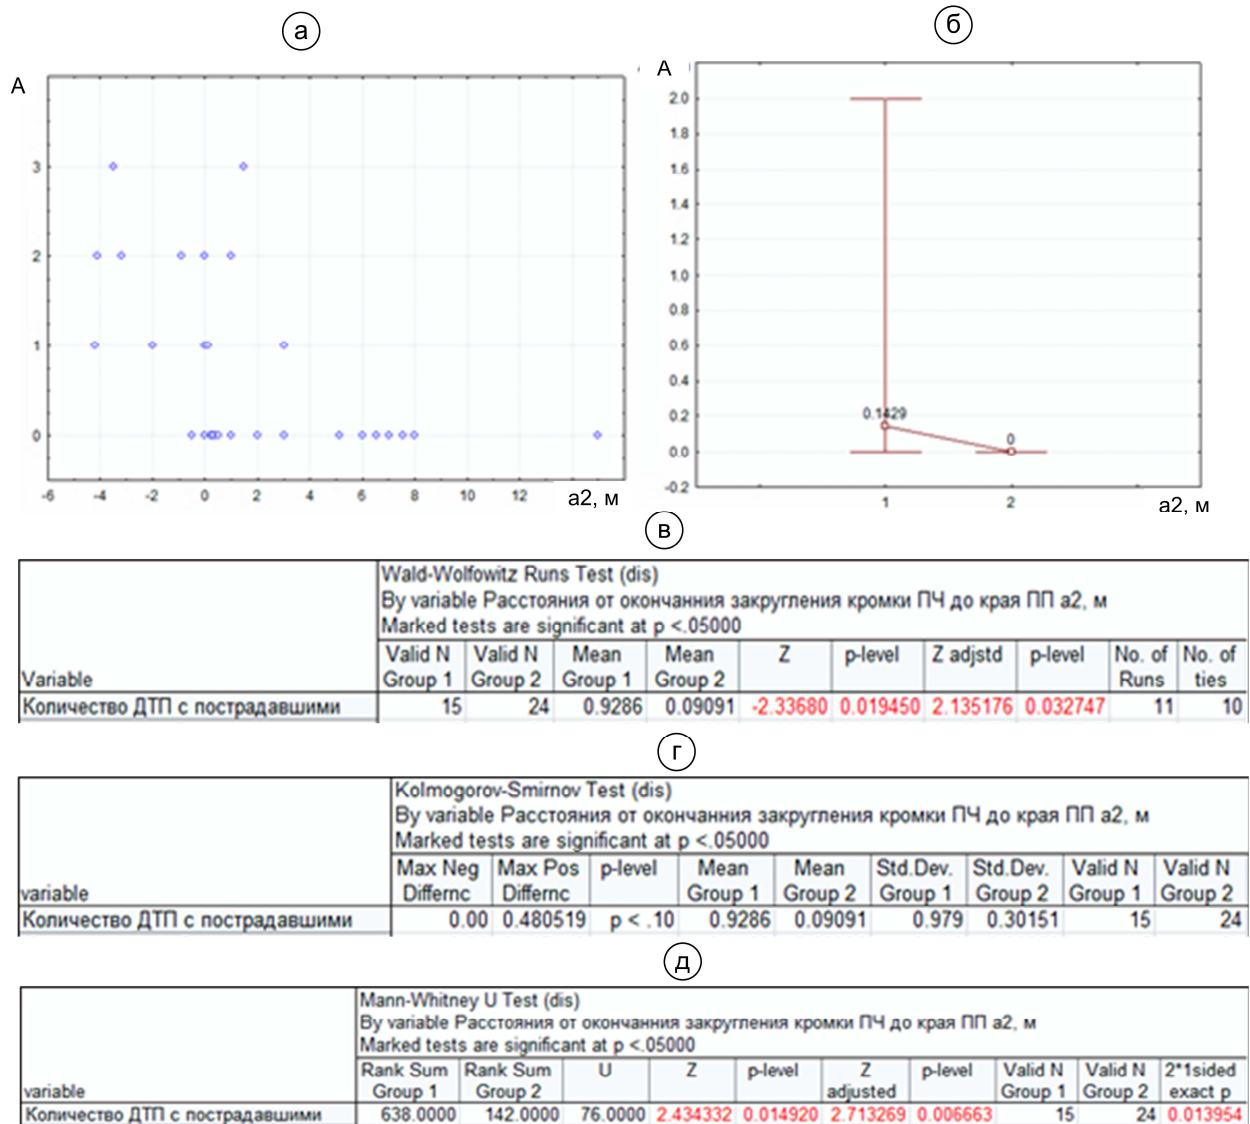 а
б
А
3
2
1
0
-6 -4 -2 0 2 4 6 8 10 12 а2, м
А
2.0
1.8
1.6
1.4
1.2
1.0
0.8
0.6
0.4
0.2
0.0
-0.2
0.1429
0
1 2 а2, м
в
Wald-Wolfowitz Runs Test (dis)
By variable Расстояния от окончанния закругления кромки ПЧ до края ПП а2, м
Marked tests are significant at p <.05000
Valid N Valid N Mean Mean Z p-level Z adjstd p-level No. of No. of
Variable Group 1 Group 2 Group 1 Group 2 Runs ties
Количество ДТП с пострадавшими 15 24 0.9286 0.09091 -2.33680 0.019450 2.135176 0.032747 11 10
г
Kolmogorov-Smirnov Test (dis)
By variable Расстояния от окончанния закругления кромки ПЧ до края ПП а2, м
Marked tests are significant at p <.05000
Max Neg Max Pos p-level Mean Mean Std.Dev. Std.Dev. Valid N Valid N
variable Differnc Differnc Group 1 Group 2 Group 1 Group 2 Group 1 Group 2
Количество ДТП с пострадавшими 0.00 0.480519 p < .10 0.9286 0.09091 0.979 0.30151 15 24
д
Mann-Whitney U Test (dis)
By variable Расстояния от окончанния закругления кромки ПЧ до края ПП а2, м
Marked tests are significant at p <.05000
Rank Sum Rank Sum U Z p-level Z p-level Valid N Valid N 2*1sided
variable Group 1 Group 2 adjusted Group 1 Group 2 exact p
Количество ДТП с пострадавшими 638.0000 142.0000 76.0000 2.434332 0.014920 2.713269 0.006663 15 24 0.013954